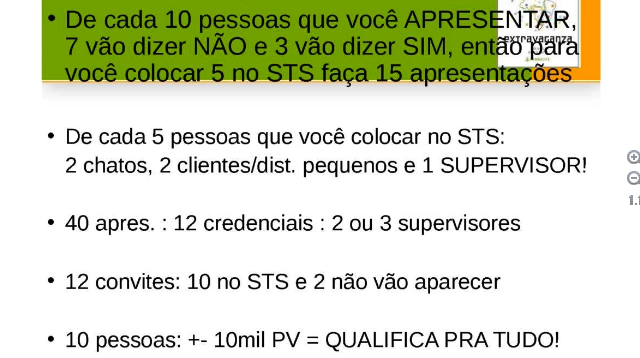 • De cada 10 pessoas que você APRESENTAR,
7 vão dizer NÃO e 3 vão dizer SIM, então para
você colocar 5 no STS faça 15 apresentações
extravaganza
• De cada 5 pessoas que você colocar no STS:
2 chatos, 2 clientes/dist. pequenos e 1 SUPERVISOR!
• 40 apres. : 12 credenciais : 2 ou 3 supervisores
• 12 convites: 10 no STS e 2 não vão aparecer
• 10 pessoas: +- 10mil PV = QUALIFICA PRA TUDO!